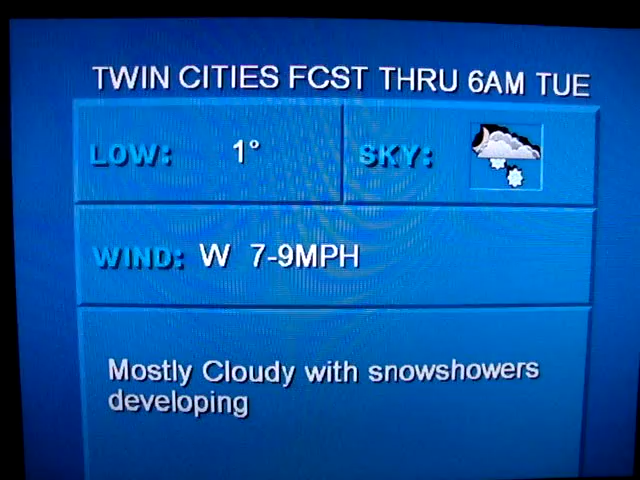 TWIN CITIES FCST THRU 6AM TUE
LOW: 1° SKY:
WIND: W 7-9MPH
Mostly Cloudy with snowshowers
developing